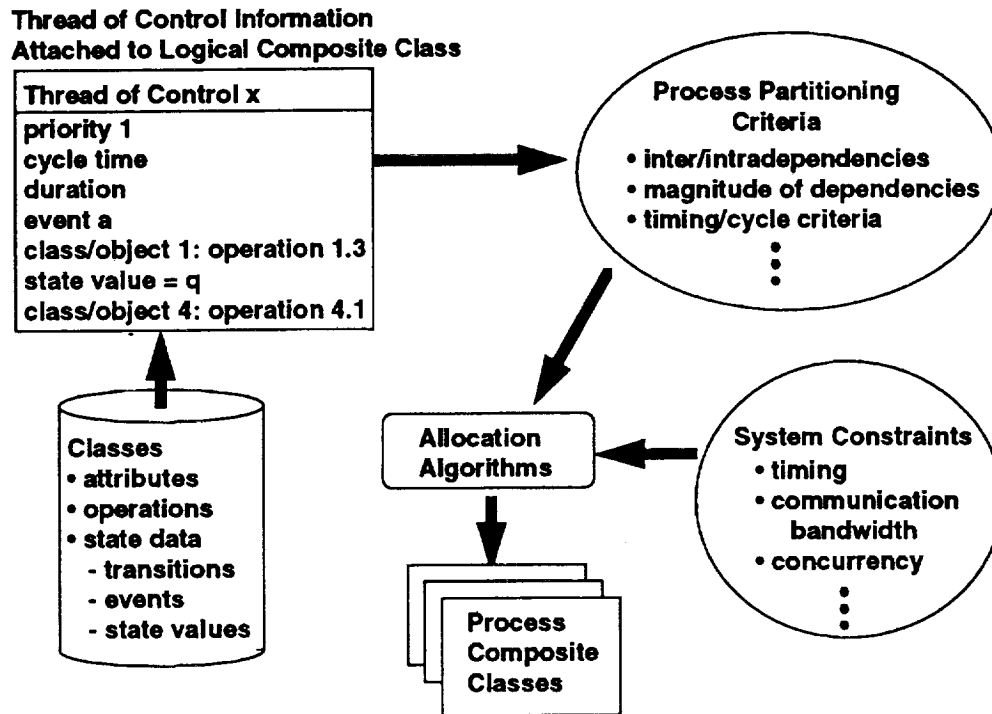 Thread of Control Information
Attached to Logical Composite Class
Thread of Control x
priority 1
cycle time
duration
event a
class/object 1: operation 1.3
state value = q
class/object 4: operation 4.1
Process Partitioning
Criteria
• inter/intradependencies
• magnitude of dependencies
• timing/cycle criteria
Classes
• attributes
• operations
• state data
- transitions
- events
- state values
Allocation
Algorithms
System Constraints
• timing
• communication
bandwidth
• concurrency
Process
Composite
Classes